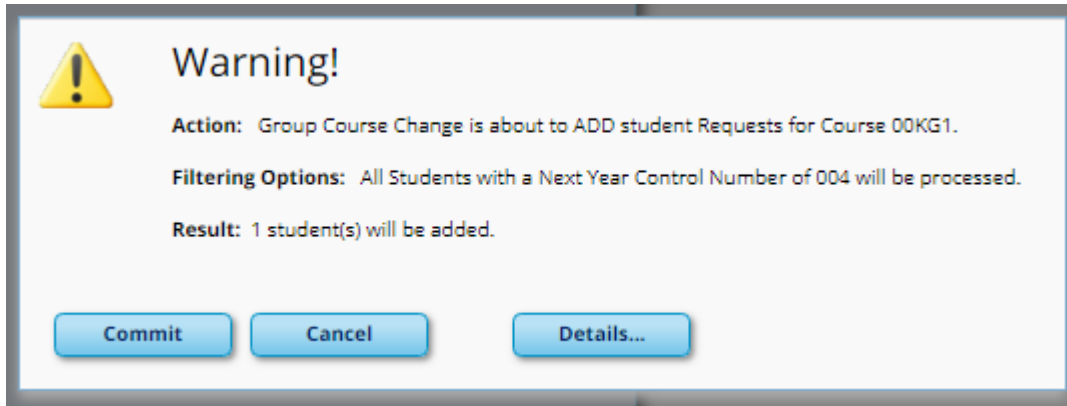 Warning!
Action: Group Course Change is about to ADD student Requests for Course 00KG1.
Filtering Options: All Students with a Next Year Control Number of 004 will be processed.
Result: 1 student(s) will be added.
Commit Cancel Details...